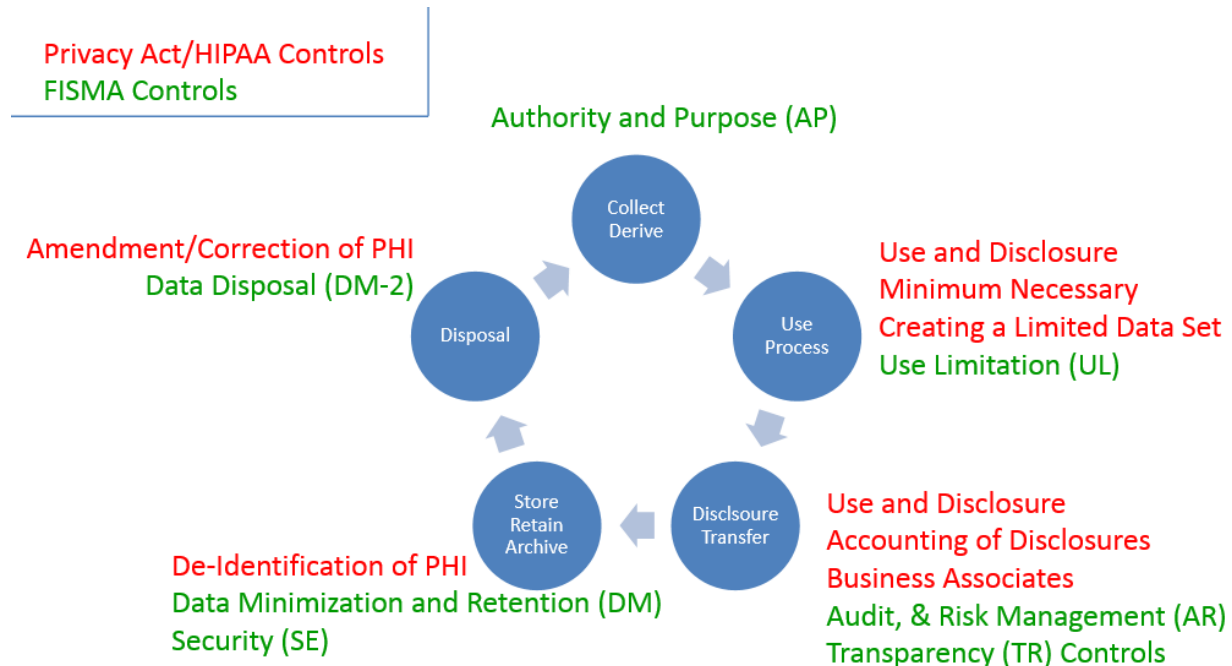 Privacy Act/HIPAA Controls
FISMA Controls
Authority and Purpose (AP)
Collect
Derive
Use and Disclosure
Minimum Necessary
Creating a Limited Data Set
Use Limitation (UL)
Use
Process
Use and Disclosure
Accounting of Disclosures
Business Associates
Audit, & Risk Management (AR)
Transparency (TR) Controls
Disclsoure
Transfer
Store
Retain
Archive
De-Identification of PHI
Data Minimization and Retention (DM)
Security (SE)
Amendment/Correction of PHI
Data Disposal (DM-2)
Disposal